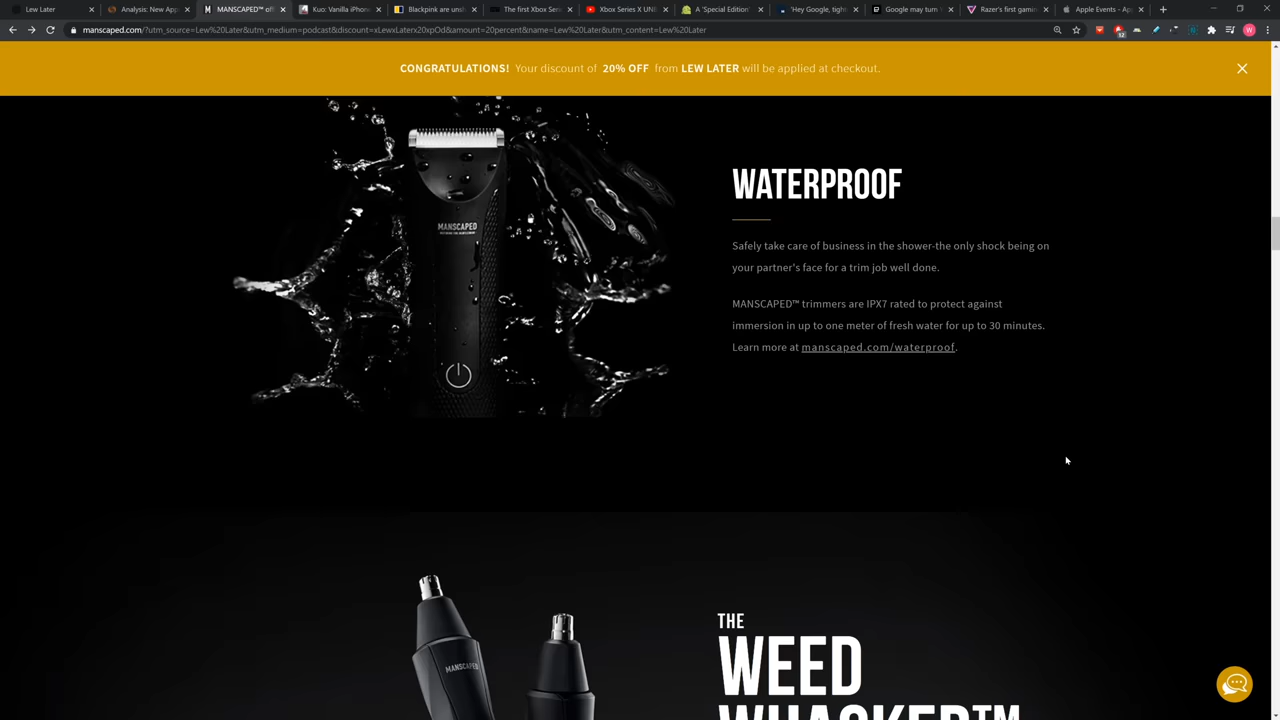 Lew Later
Analysis: New App
MANSCAPED™ offi
Kuo: Vanilla iPhone
Blackpink are unst
The first Xbox Seri
Xbox Series X UNB
A 'Special Edition'
'Hey Google, tight
Google may turn
Razer's first gaming
Apple Events - App
manscaped.com/?utm_source=Lew%20Later&utm_medium=podcast&discount=xLewxLaterx20xpOd&amount=20percent&name=Lew%20Later&utm_content=Lew%20Later
CONGRATULATIONS! Your discount of 20% OFF from LEW LATER will be applied at checkout.
MANSCAPED
WATERPROOF
Safely take care of business in the shower-the only shock being on
your partner's face for a trim job well done.
MANSCAPED™ trimmers are IPX7 rated to protect against
immersion in up to one meter of fresh water for up to 30 minutes.
Learn more at manscaped.com/waterproof.
MANSCAPED
THE
WEED
WHACKER™